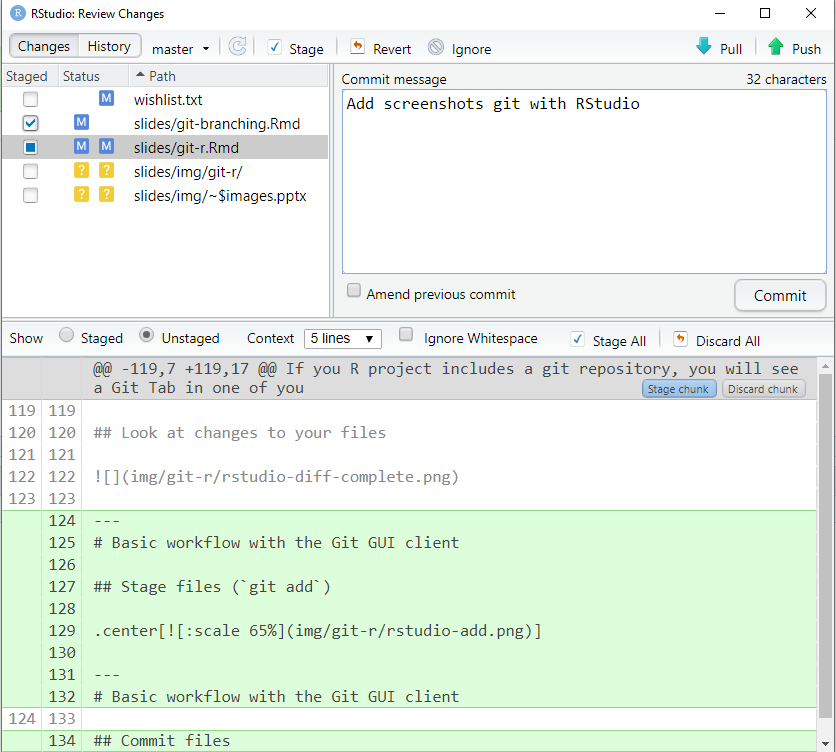 RStudio: Review Changes
Changes History master Stage Revert Ignore Pull Push
Staged Status Path
M wishlist.txt
M slides/git-branching.Rmd
M M slides/git-r.Rmd
? ? slides/img/git-r/
? ? slides/img/~$images.pptx
Commit message 32 characters
Add screenshots git with RStudio
Amend previous commit Commit
Show Staged Unstaged Context 5 lines Ignore Whitespace Stage All Discard All
@@ -119,7 +119,17 @@ If you R project includes a git repository, you will see
a Git Tab in one of you Stage chunk Discard chunk
119 119
120 120 ## Look at changes to your files
121 121
122 122 ![](img/git-r/rstudio-diff-complete.png)
123 123
124 ---
125 # Basic workflow with the Git GUI client
126
127 ## Stage files (`git add`)
128
129 .center[![:scale 65%](img/git-r/rstudio-add.png)]
130
131 ---
132 # Basic workflow with the Git GUI client
124 133
134 ## Commit files